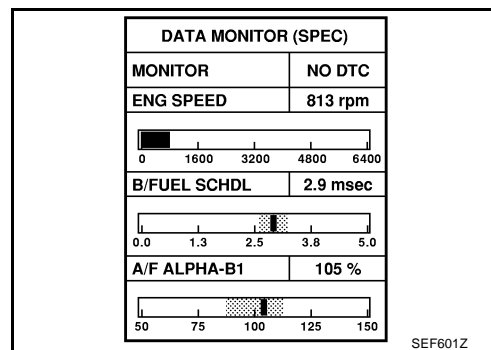 DATA MONITOR (SPEC)
MONITOR NO DTC
ENG SPEED 813 rpm
0 1600 3200 4800 6400
B/FUEL SCHDL 2.9 msec
0.0 1.3 2.5 3.8 5.0
A/F ALPHA-B1 105 %
50 75 100 125 150
SEF601Z